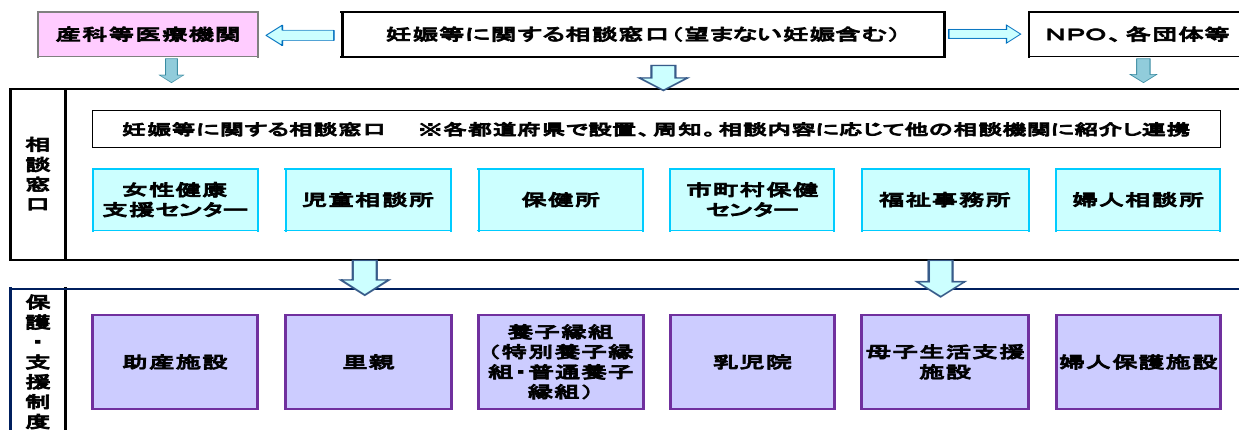 産科等医療機関
妊娠等に関する相談窓口(望まない妊娠含む)
NPO、各団体等
相談窓口
妊娠等に関する相談窓口　※各都道府県で設置、周知。相談内容に応じて他の相談機関に紹介し連携
女性健康
支援センター
児童相談所
保健所
市町村保健
センター
福祉事務所
婦人相談所
保護・支援制度
助産施設
里親
養子縁組
(特別養子縁
組・普通養子
縁組)
乳児院
母子生活支援
施設
婦人保護施設